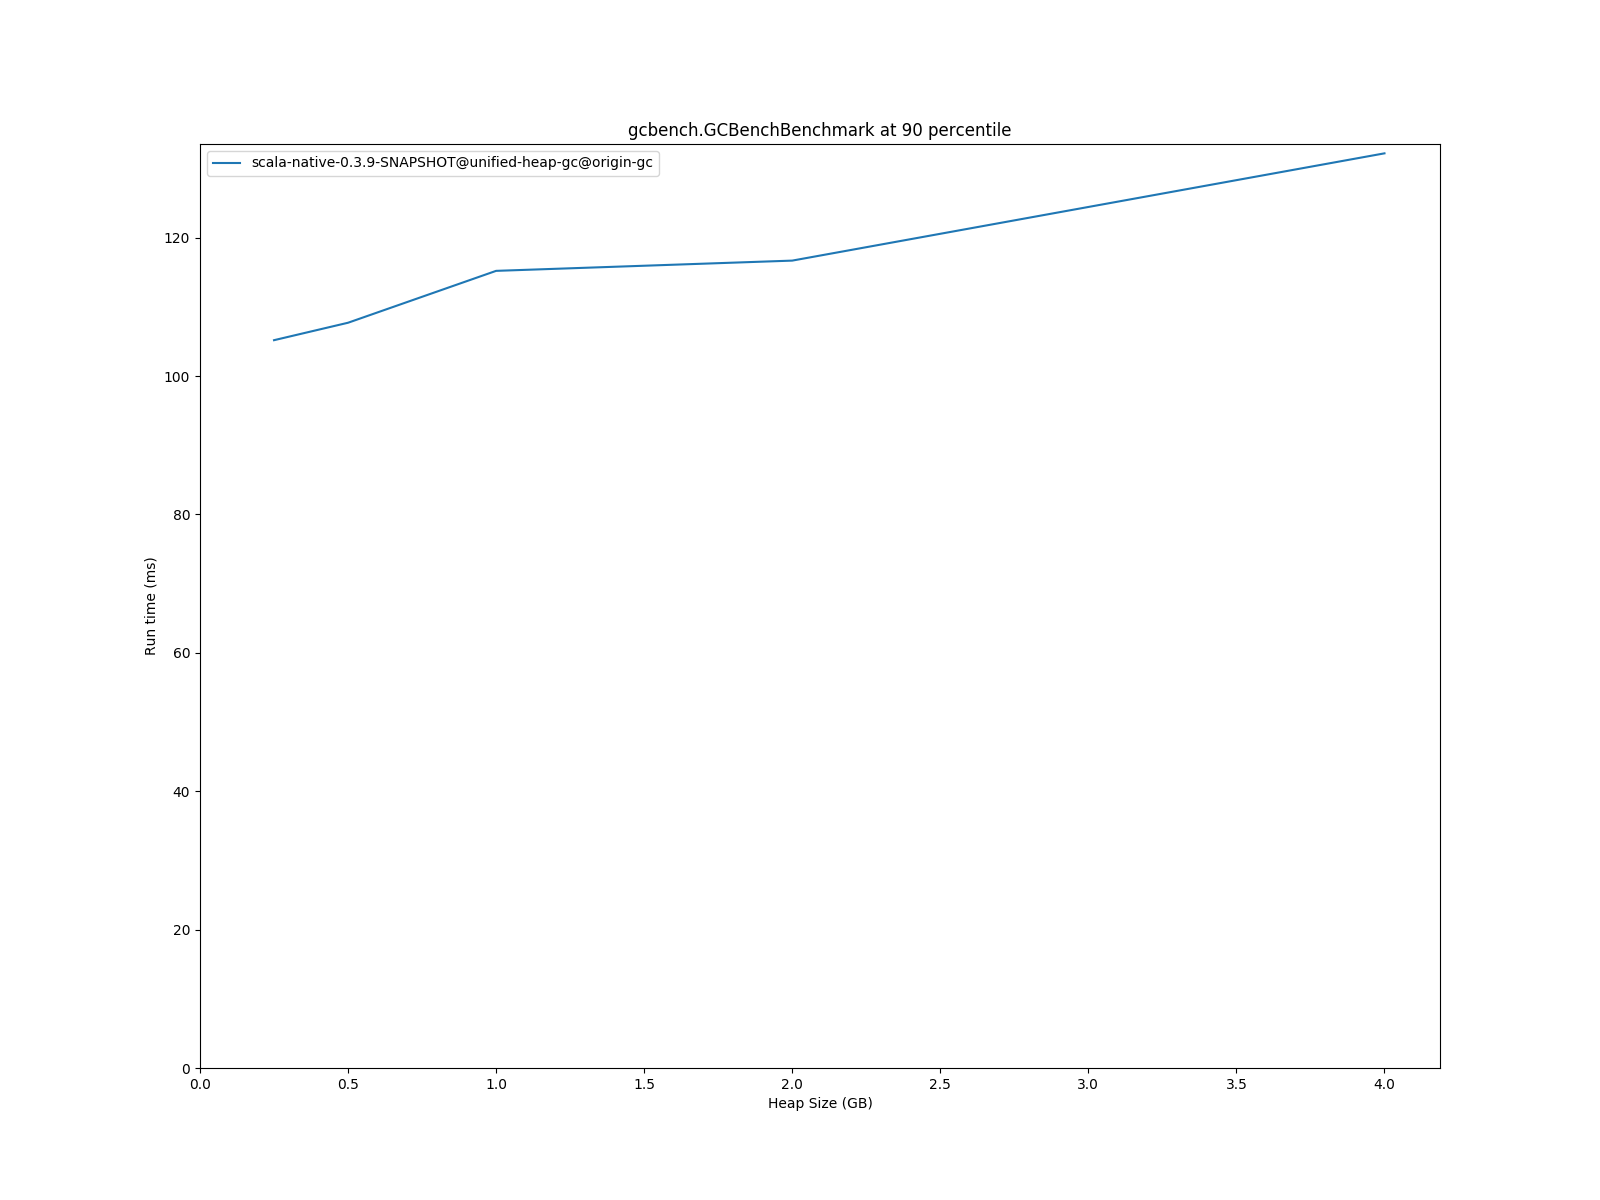 gcbench.GCBenchBenchmark at 90 percentile
scala-native-0.3.9-SNAPSHOT@unified-heap-gc@origin-gc
120
100
80
60
40
20
0
Run time (ms)
0.0 0.5 1.0 1.5 2.0 2.5 3.0 3.5 4.0
Heap Size (GB)